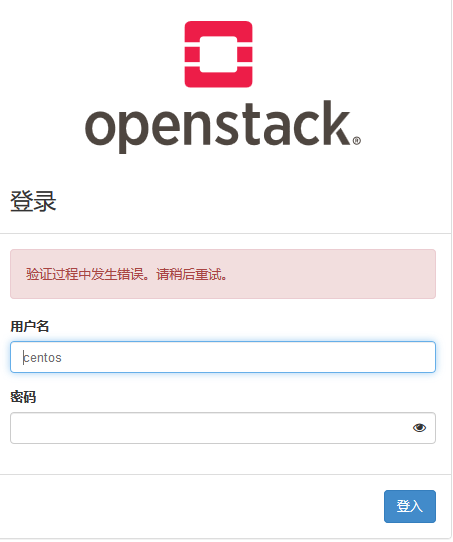 openstack®
登录
验证过程中发生错误。请稍后重试。
用户名
centos
密码
登入